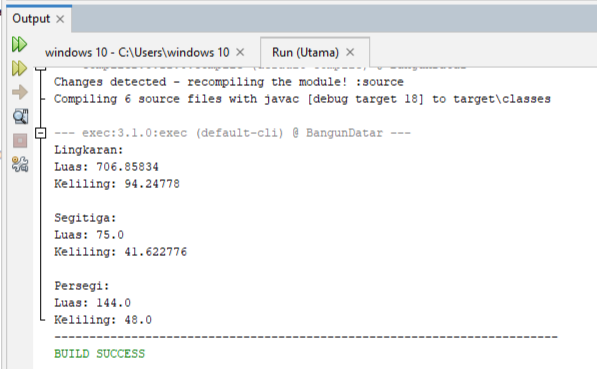 Output
windows 10 - C:\Users\windows 10
Run (Utama)
Changes detected - recompiling the module! :source
Compiling 6 source files with javac [debug target 18] to target\classes
--- exec:3.1.0:exec (default-cli) @ BangunDatar ---
Lingkaran:
Luas: 706.85834
Keliling: 94.24778
Segitiga:
Luas: 75.0
Keliling: 41.622776
Persegi:
Luas: 144.0
Keliling: 48.0
------------------------------------------------------------------------
BUILD SUCCESS